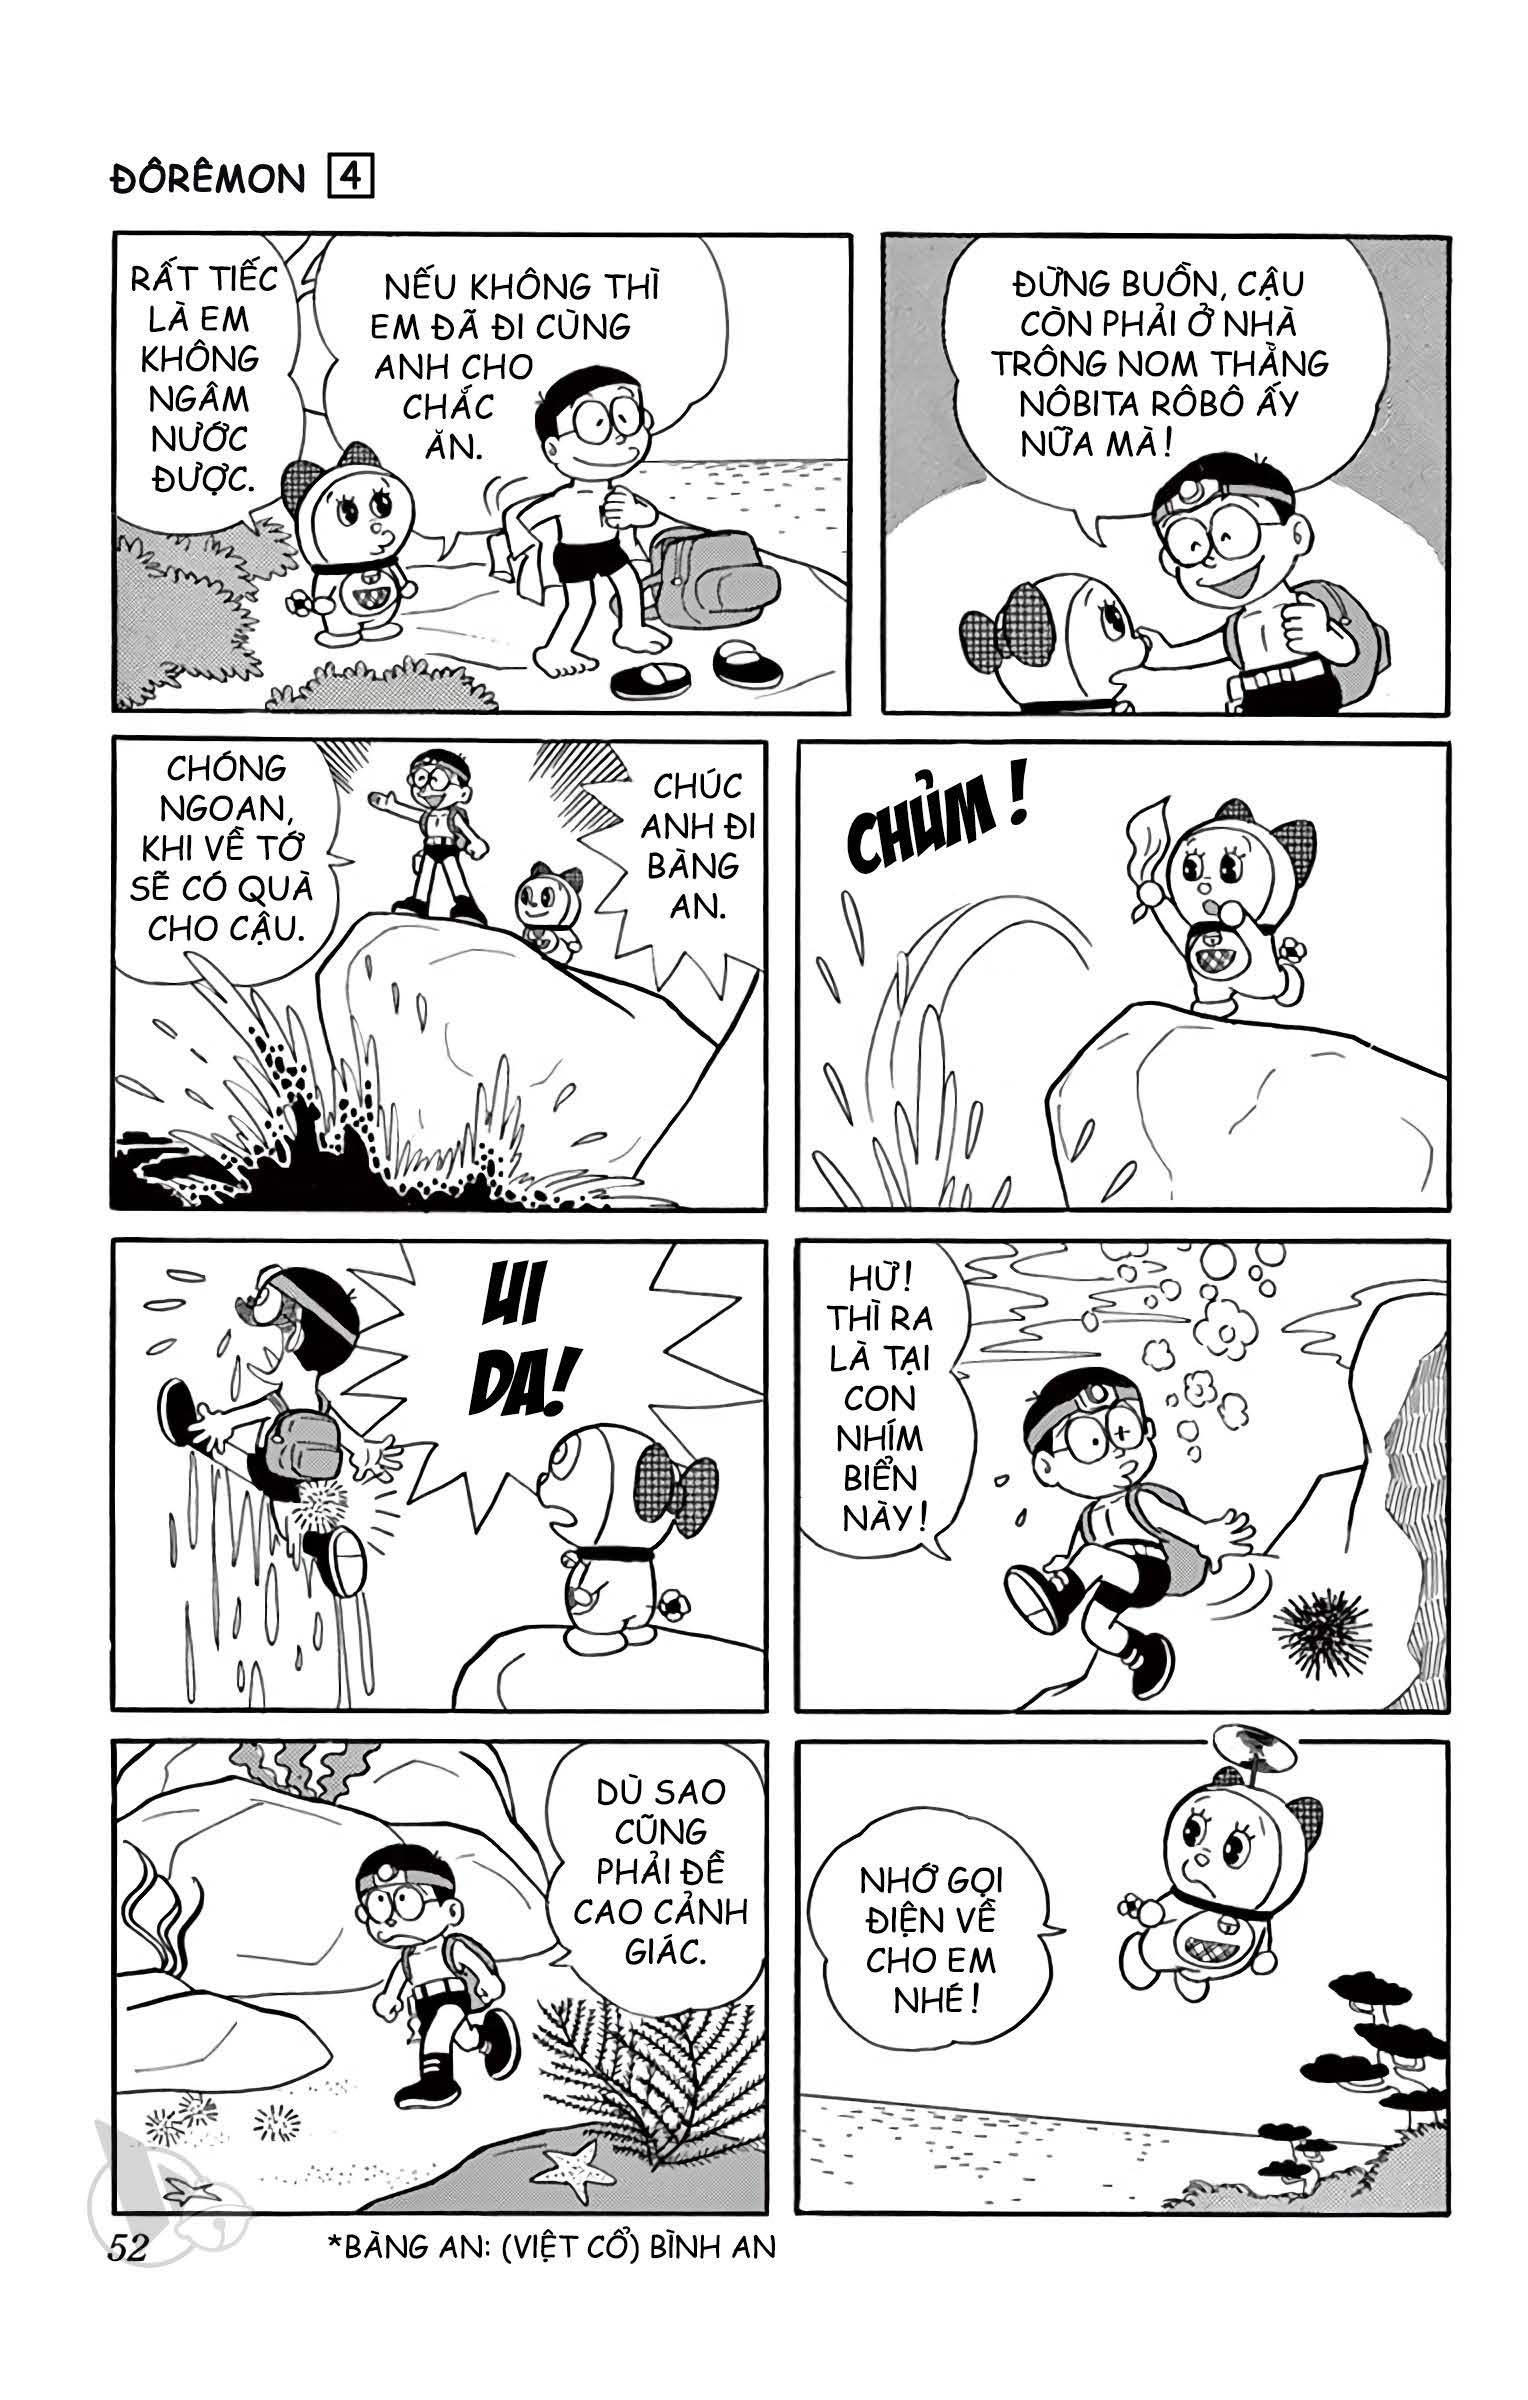 ĐÔRÊMON 4
RẤT TIẾC
LÀ EM
KHÔNG
NGÂM
NƯỚC
ĐƯỢC.
NẾU KHÔNG THÌ
EM ĐÃ ĐI CÙNG
ANH CHO
CHẮC
ĂN.
ĐỪNG BUỒN, CẬU
CÒN PHẢI Ở NHÀ
TRÔNG NOM THẰNG
NÔBITA RÔBÔ ẤY
NỮA MÀ!
CHÓNG
NGOAN,
KHI VỀ TỚ
SẼ CÓ QUÀ
CHO CẬU.
CHÚC
ANH ĐI
BÀNG
AN.
CHỦM!
UI
DA!
HỪ!
THÌ RA
LÀ TẠI
CON
NHÍM
BIỂN
NÀY!
DÙ SAO
CŨNG
PHẢI ĐỀ
CAO CẢNH
GIÁC.
NHỚ GỌI
ĐIỆN VỀ
CHO EM
NHÉ!
52
*BÀNG AN: (VIỆT CỔ) BÌNH AN